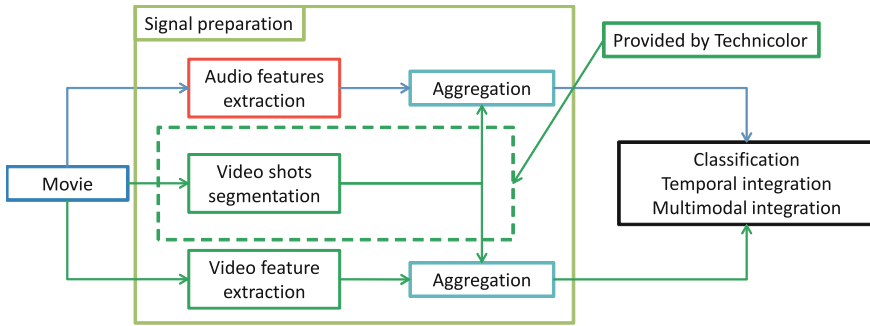 Signal preparation
Provided by Technicolor
Audio features
extraction
Aggregation
Movie
Video shots
segmentation
Classification
Temporal integration
Multimodal integration
Video feature
extraction
Aggregation